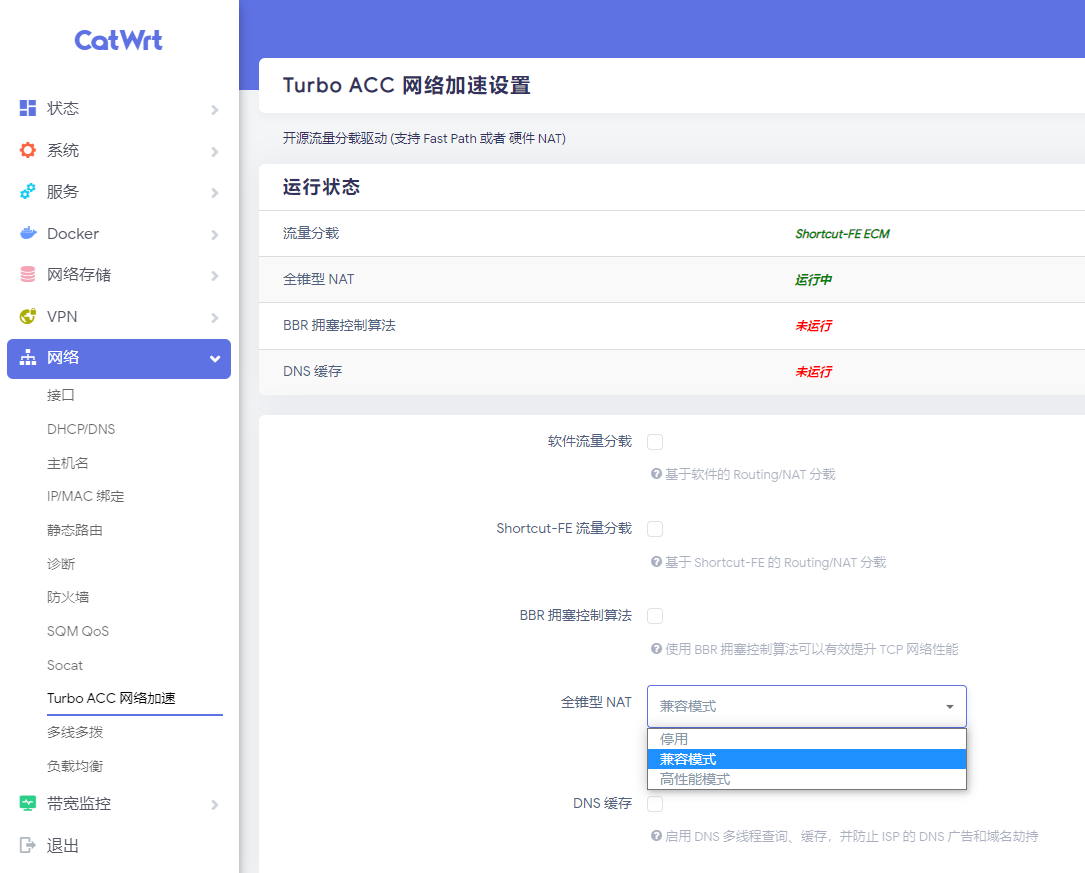 CatWrt
状态
系统
服务
Docker
网络存储
VPN
网络
接口
DHCP/DNS
主机名
IP/MAC 绑定
静态路由
诊断
防火墙
SQM QoS
Socat
Turbo ACC 网络加速
多线多拨
负载均衡
带宽监控
退出
Turbo ACC 网络加速设置
开源流量分载驱动 (支持 Fast Path 或者 硬件 NAT)
运行状态
流量分载 Shortcut-FE ECM
全锥型 NAT 运行中
BBR 拥塞控制算法 未运行
DNS 缓存 未运行
软件流量分载
基于软件的 Routing/NAT 分载
Shortcut-FE 流量分载
基于 Shortcut-FE 的 Routing/NAT 分载
BBR 拥塞控制算法
使用 BBR 拥塞控制算法可以有效提升 TCP 网络性能
全锥型 NAT 兼容模式
停用
兼容模式
高性能模式
DNS 缓存
启用 DNS 多线程查询、缓存，并防止 ISP 的 DNS 广告和域名劫持